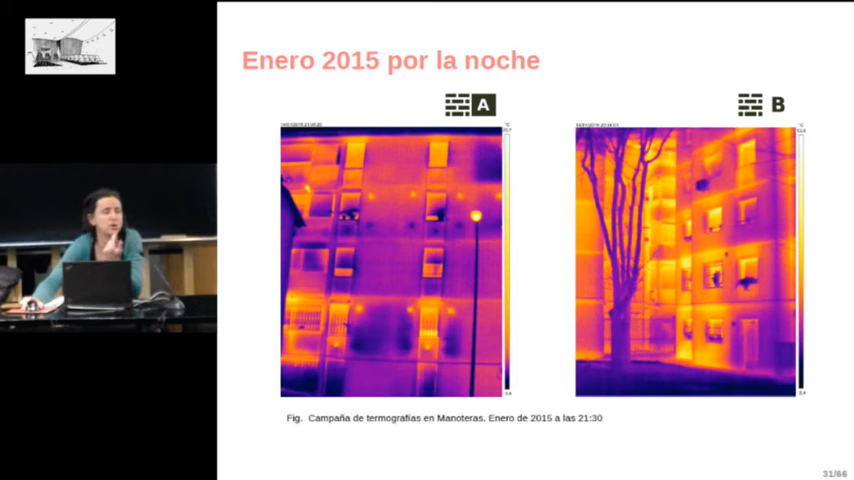 Enero 2015 por la noche
A
B
°C
°C
Fig. Campaña de termografías en Manoteras. Enero de 2015 a las 21:30
31/66